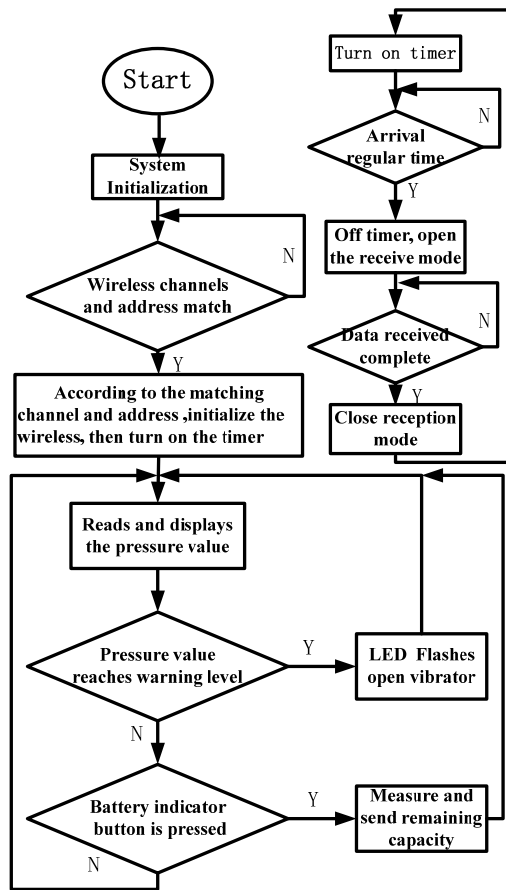 Start
System
Initialization
N
Wireless channels
and address match
Y
According to the matching
channel and address ,initialize the
wireless, then turn on the timer
Reads and displays
the pressure value
Pressure value
reaches warning level
Y
LED Flashes
open vibrator
N
Battery indicator
button is pressed
Y
Measure and
send remaining
capacity
N
Turn on timer
N
Arrival
regular time
Y
Off timer, open
the receive mode
N
Data received
complete
Y
Close reception
mode